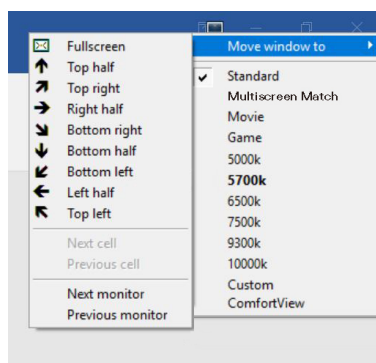 Fullscreen
Top half
Top right
Right half
Bottom right
Bottom half
Bottom left
Left half
Top left
Next cell
Previous cell
Next monitor
Previous monitor
Move window to
Standard
Multiscreen Match
Movie
Game
5000k
5700k
6500k
7500k
9300k
10000k
Custom
ComfortView